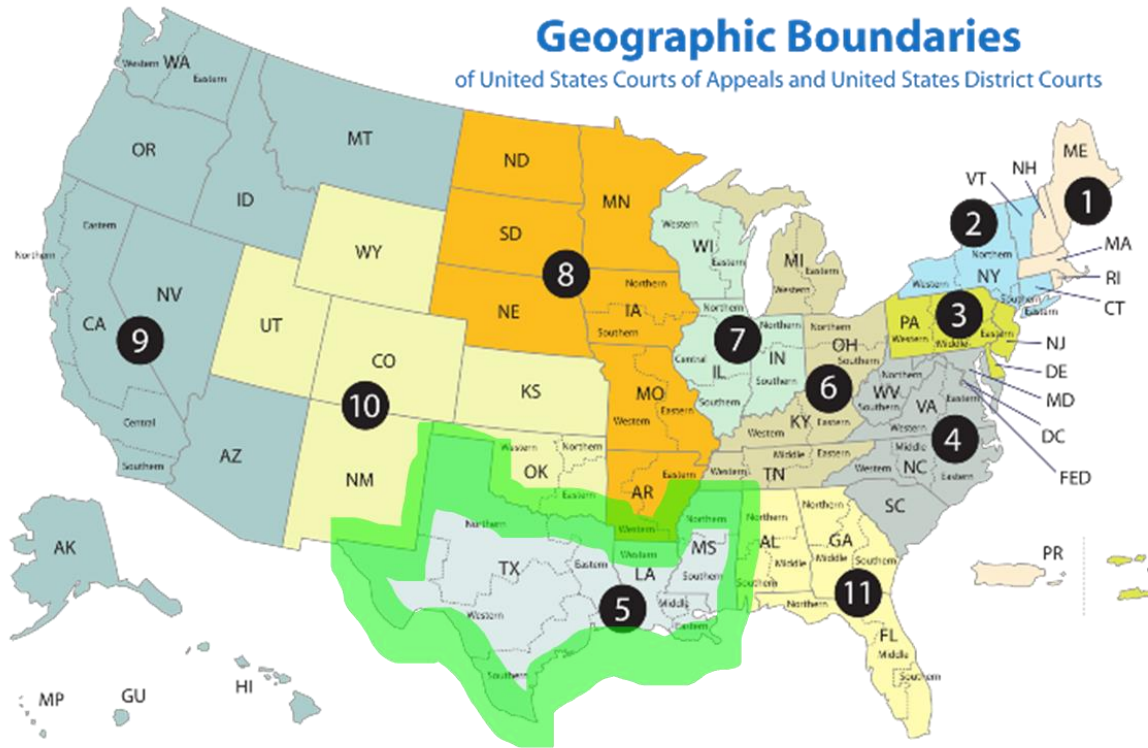 Geographic Boundaries
of United States Courts of Appeals and United States District Courts
Western WA
Eastern
MT
OR
ID
ND
MN
ME
NH
VT
1
2
Eastern
Northern
WY
SD
8
Western
WI
Eastern
MI
Eastern
Western
Northern
NY
Western
MA
RI
Southern
Eastern
CT
NV
CA
9
UT
NE
Northern
IA
Southern
Northern
7
Central
IL
Southern
Northern
IN
Southern
Northern
OH
Southern
PA
Western
Middle
3
Eastern
NJ
DE
MD
DC
FED
CO
10
KS
MO
Western
Eastern
6
KY
Western
Eastern
Northern
WV
Southern
VA
Eastern
Western
4
Central
Southern
AZ
NM
Western
Northern
OK
Eastern
Eastern
AR
Western
Western
TN
Middle
Eastern
Middle
Western
NC
Eastern
SC
Northern
TX
Eastern
Western
Southern
Western
LA
Middle
Eastern
5
Northern
MS
Southern
Northern
AL
Middle
Southern
Northern
GA
Middle
Southern
11
Northern
FL
Middle
Southern
PR
AK
HI
MP
GU